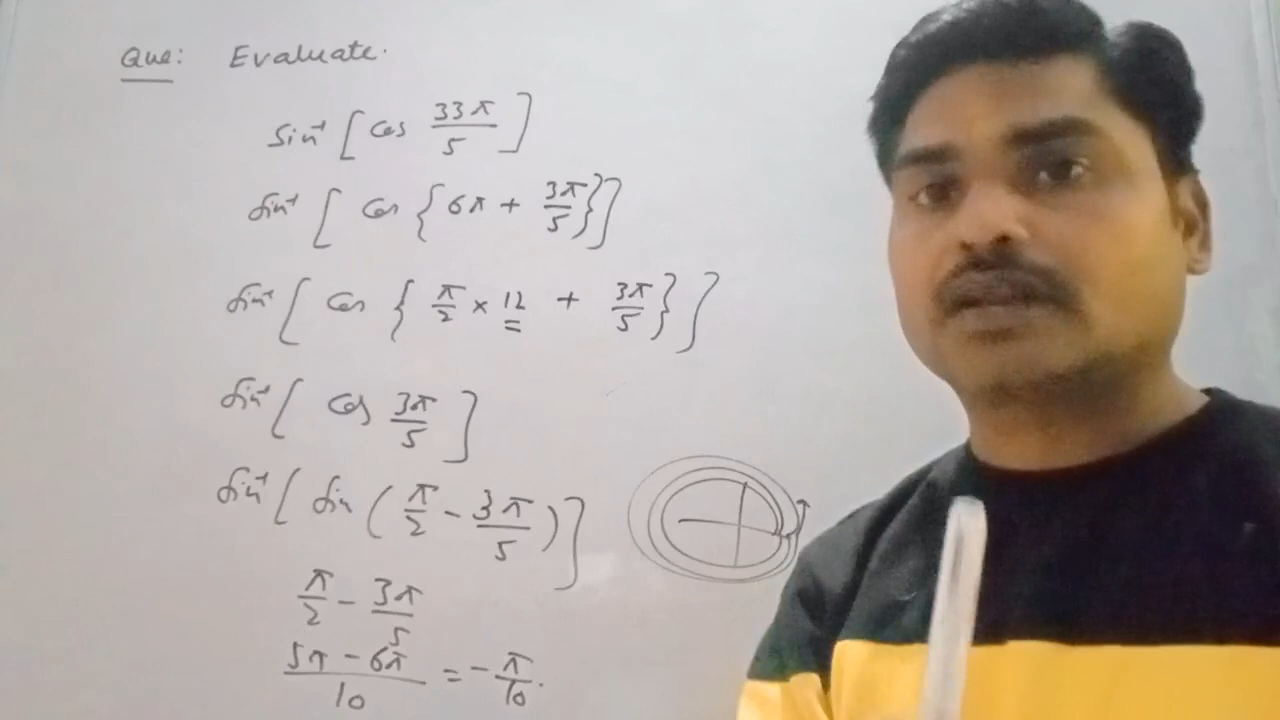 Que: Evaluate.
Sin⁻¹ [ Cos 33π/5 ]
Sin⁻¹ [ Cos { 6π + 3π/5 } ]
Sin⁻¹ [ Cos { π/2 × 12 + 3π/5 } ]
Sin⁻¹ [ Cos 3π/5 ]
Sin⁻¹ [ Sin ( π/2 - 3π/5 ) ]
π/2 - 3π/5
5π - 6π/10 = - π/10.